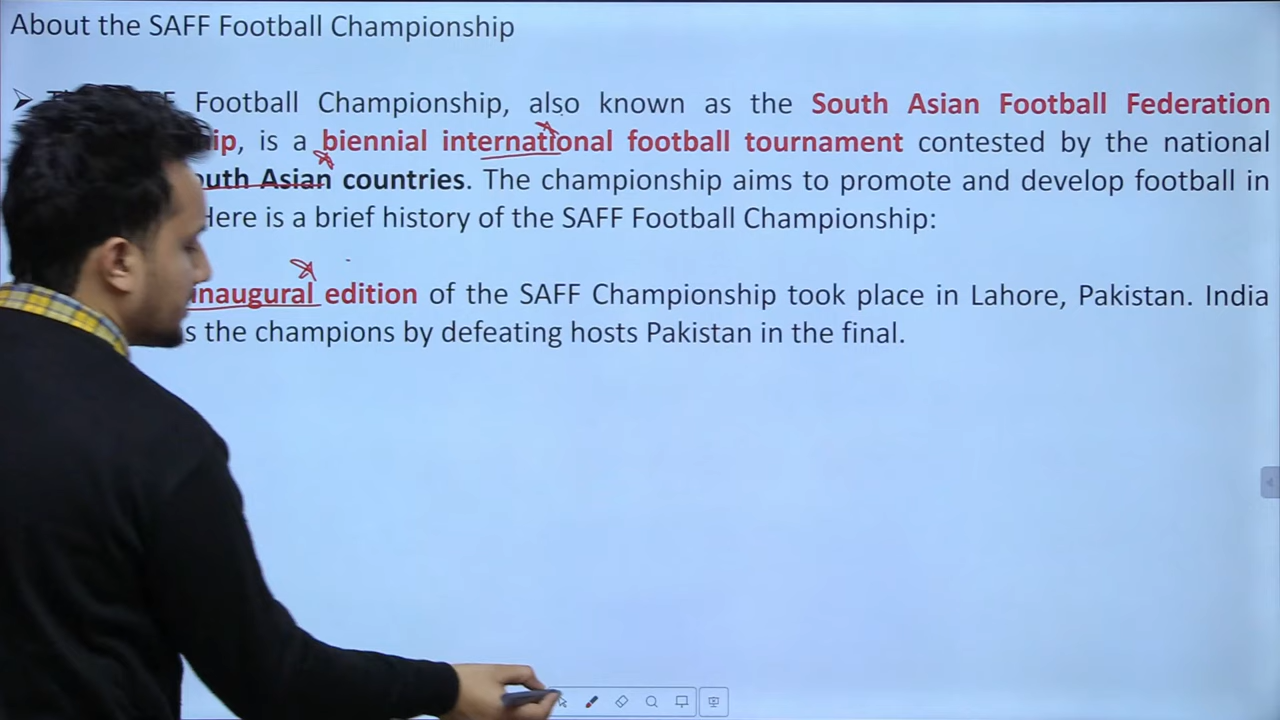 About the SAFF Football Championship
Football Championship, also known as the South Asian Football Federation
is a biennial international football tournament contested by the national
Asian countries. The championship aims to promote and develop football in
Here is a brief history of the SAFF Football Championship:
inaugural edition of the SAFF Championship took place in Lahore, Pakistan. India
the champions by defeating hosts Pakistan in the final.